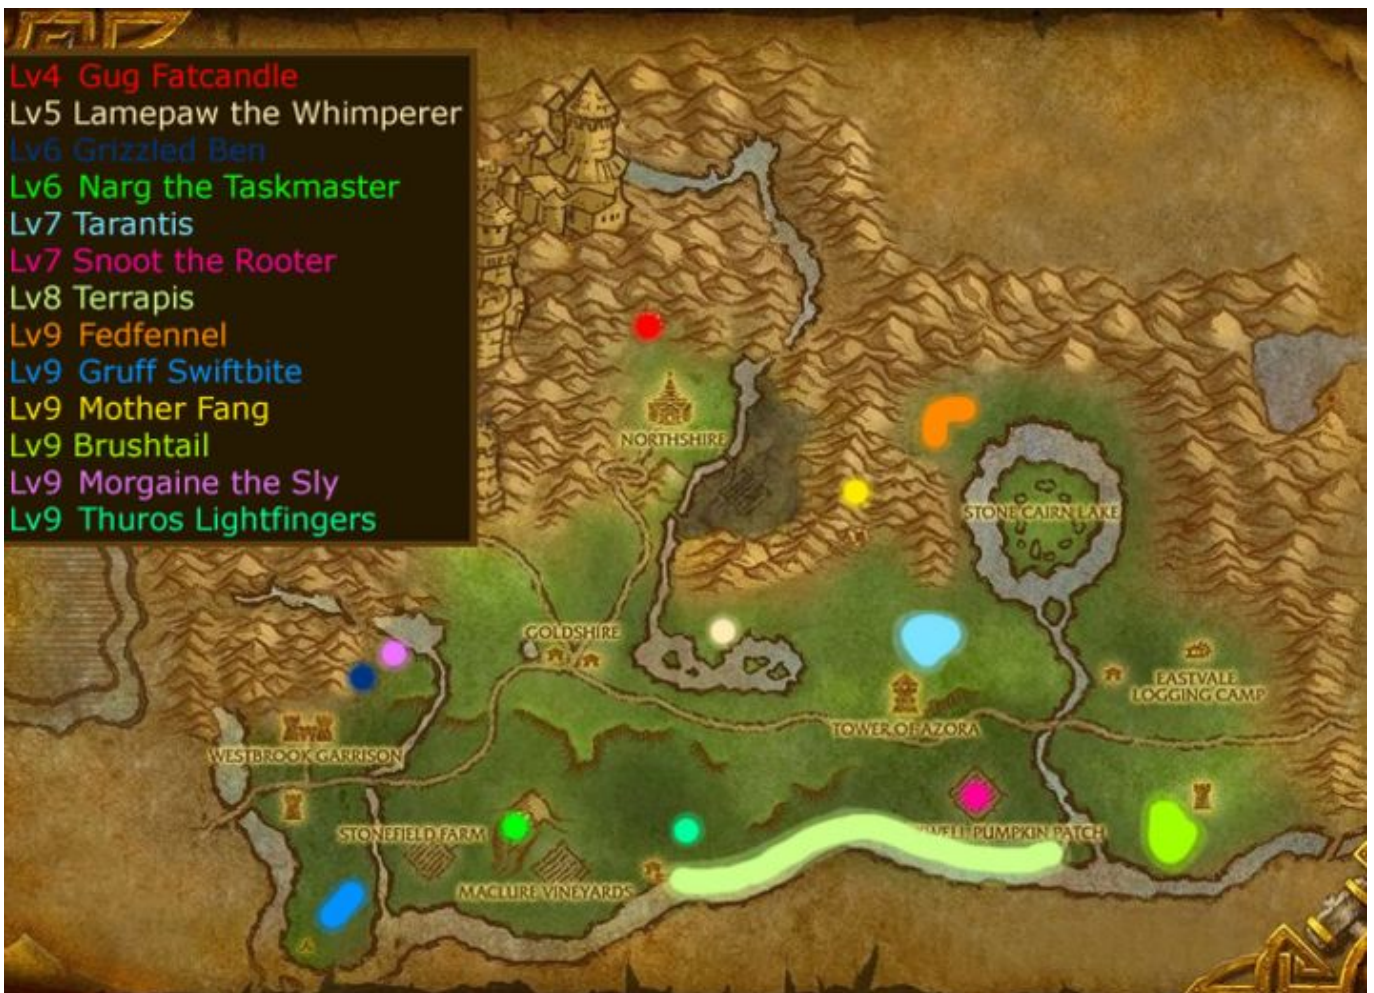 Lv4 Gug Fatcandle
Lv5 Lamepaw the Whimperer
Lv6 Grizzled Ben
Lv6 Narg the Taskmaster
Lv7 Tarantis
Lv7 Snoot the Rooter
Lv8 Terrapis
Lv9 Fedfennel
Lv9 Gruff Swiftbite
Lv9 Mother Fang
Lv9 Brushtail
Lv9 Morgaine the Sly
Lv9 Thuros Lightfingers
NORTHSHIRE
STONE CAIRN LAKE
GOLDSHIRE
EASTVALE
LOGGING CAMP
TOWER OF AZORA
WESTBROOK GARRISON
STONEFIELD FARM
PUMPKIN PATCH
MACLURE VINEYARDS